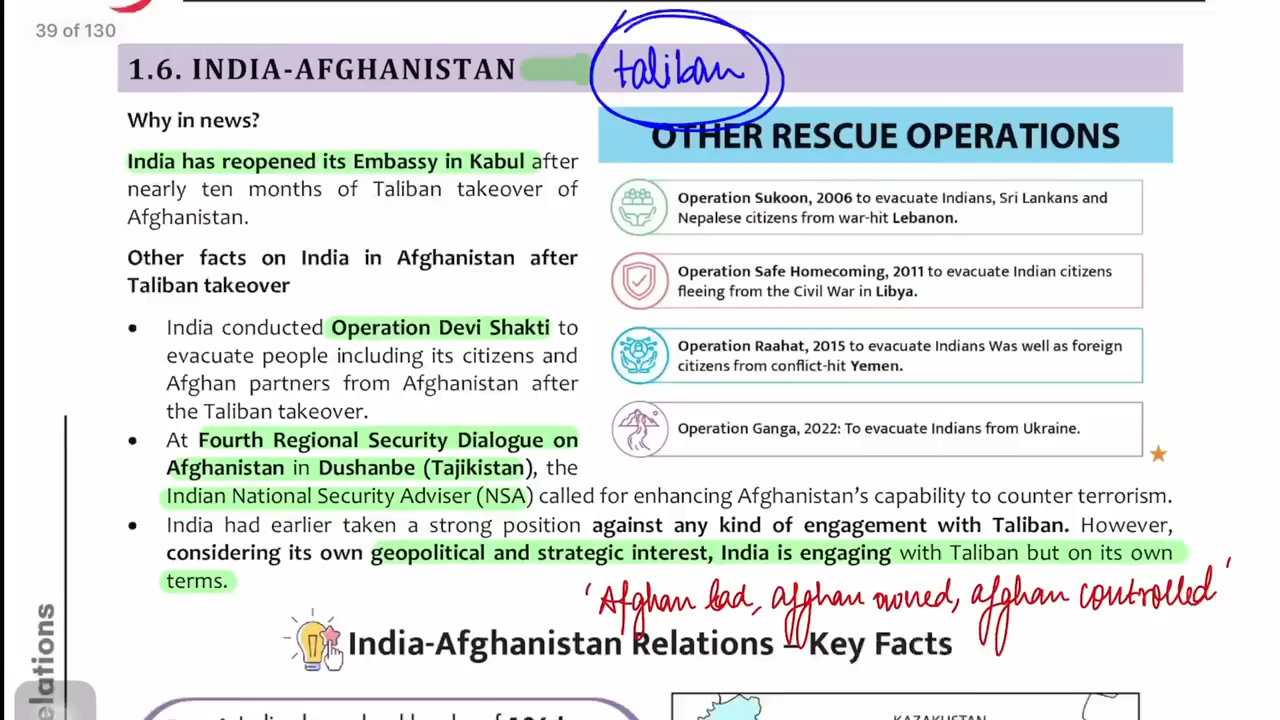 39 of 130
1.6. INDIA-AFGHANISTAN
taliban
Why in news?
India has reopened its Embassy in Kabul after
nearly ten months of Taliban takeover of
Afghanistan.
Other facts on India in Afghanistan after
Taliban takeover
• India conducted Operation Devi Shakti to
evacuate people including its citizens and
Afghan partners from Afghanistan after
the Taliban takeover.
• At Fourth Regional Security Dialogue on
Afghanistan in Dushanbe (Tajikistan), the
OTHER RESCUE OPERATIONS
Operation Sukoon, 2006 to evacuate Indians, Sri Lankans and
Nepalese citizens from war-hit Lebanon.
Operation Safe Homecoming, 2011 to evacuate Indian citizens
fleeing from the Civil War in Libya.
Operation Raahat, 2015 to evacuate Indians Was well as foreign
citizens from conflict-hit Yemen.
Operation Ganga, 2022: To evacuate Indians from Ukraine.
Indian National Security Adviser (NSA) called for enhancing Afghanistan's capability to counter terrorism.
• India had earlier taken a strong position against any kind of engagement with Taliban. However,
considering its own geopolitical and strategic interest, India is engaging with Taliban but on its own
terms.
'Afghan lead, afghan owned, afghan controlled'
India-Afghanistan Relations – Key Facts
elations
KAZAKHSTAN